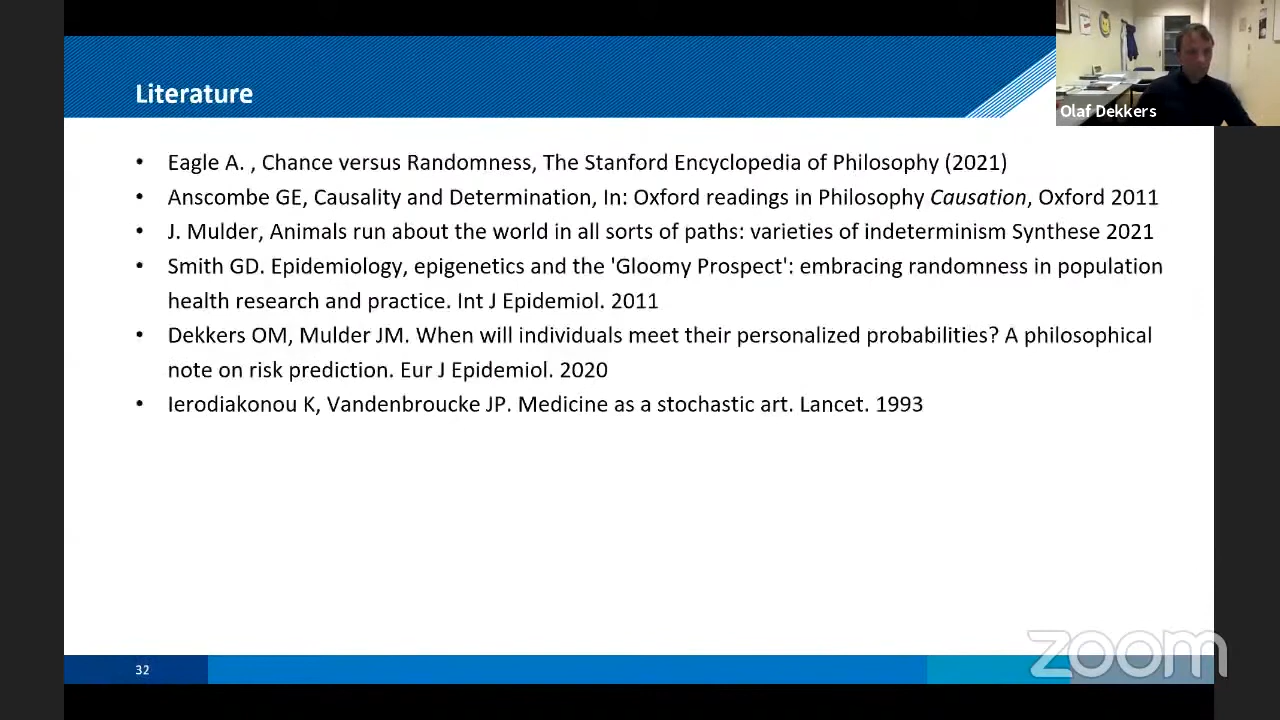 Literature
Olaf Dekkers
• Eagle A. , Chance versus Randomness, The Stanford Encyclopedia of Philosophy (2021)
• Anscombe GE, Causality and Determination, In: Oxford readings in Philosophy Causation, Oxford 2011
• J. Mulder, Animals run about the world in all sorts of paths: varieties of indeterminism Synthese 2021
• Smith GD. Epidemiology, epigenetics and the 'Gloomy Prospect': embracing randomness in population
health research and practice. Int J Epidemiol. 2011
• Dekkers OM, Mulder JM. When will individuals meet their personalized probabilities? A philosophical
note on risk prediction. Eur J Epidemiol. 2020
• Ierodiakonou K, Vandenbroucke JP. Medicine as a stochastic art. Lancet. 1993
32
zoom